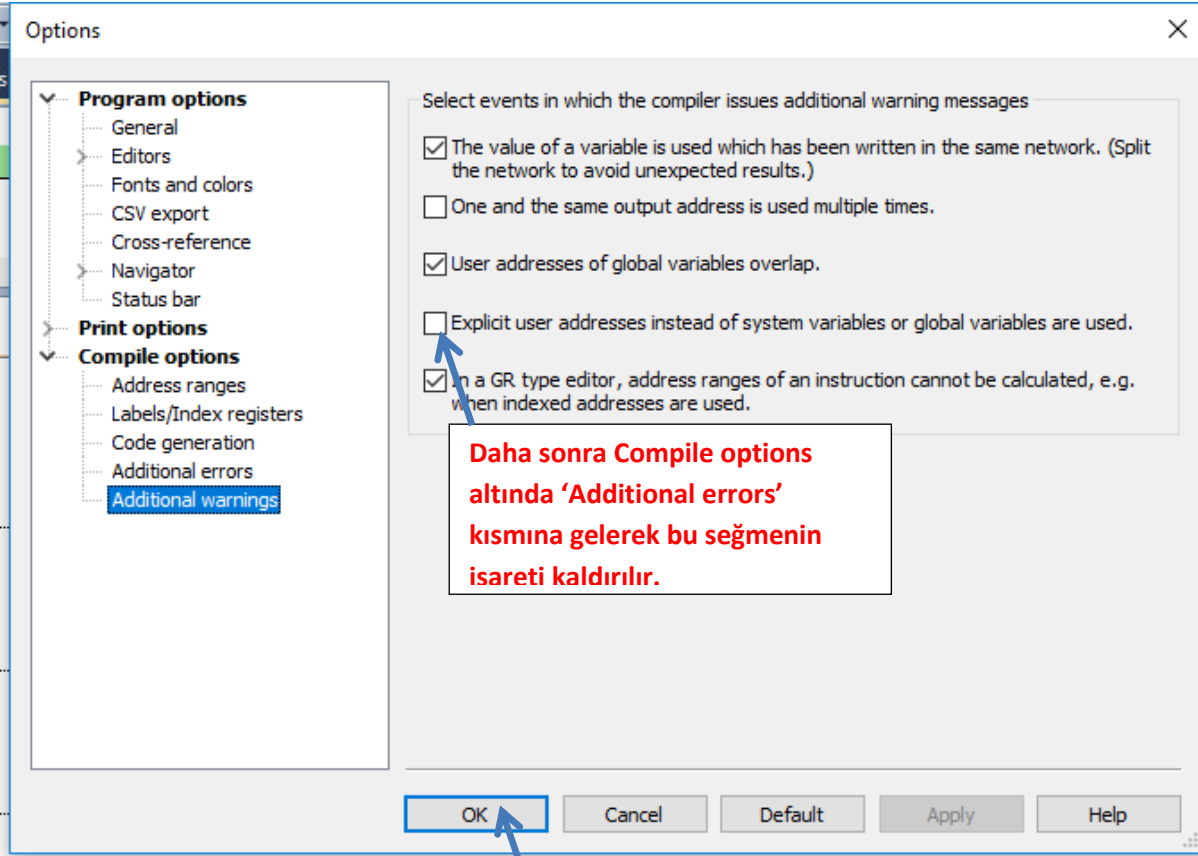 Options
s
Program options
General
Editors
Fonts and colors
CSV export
Cross-reference
Navigator
Status bar
Print options
Compile options
Address ranges
Labels/Index registers
Code generation
Additional errors
Additional warnings
Select events in which the compiler issues additional warning messages
The value of a variable is used which has been written in the same network. (Split
the network to avoid unexpected results.)
One and the same output address is used multiple times.
User addresses of global variables overlap.
Explicit user addresses instead of system variables or global variables are used.
In a GR type editor, address ranges of an instruction cannot be calculated, e.g.
when indexed addresses are used.
Daha sonra Compile options
altında ‘Additional errors’
kısmına gelerek bu seğmenin
isareti kaldırılır.
OK
Cancel
Default
Apply
Help